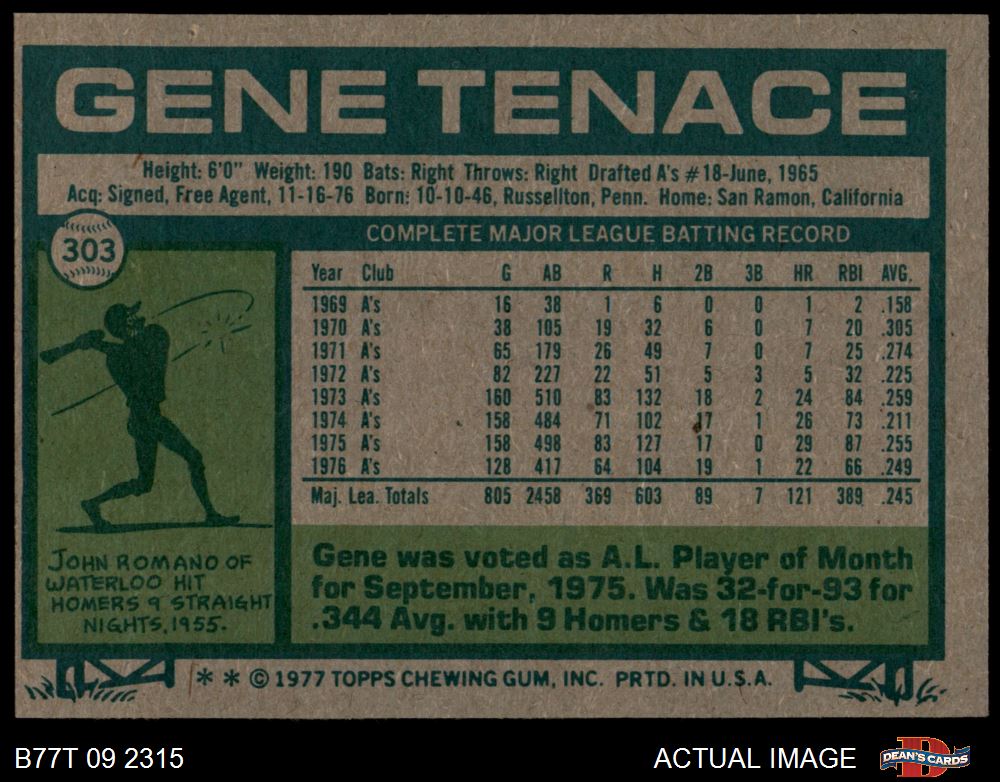 GENE TENACE
Height: 6'0" Weight: 190 Bats: Right Throws: Right Drafted A's #18-June, 1965
Acq: Signed, Free Agent, 11-16-76 Born: 10-10-46, Russellton, Penn. Home: San Ramon, California
303
COMPLETE MAJOR LEAGUE BATTING RECORD
Year Club G AB R H 2B 3B HR RBI AVG.
1969 A's 16 38 1 6 0 0 1 2 .158
1970 A's 38 105 19 32 6 0 7 20 .305
1971 A's 65 179 26 49 7 0 7 25 .274
1972 A's 82 227 22 51 5 3 5 32 .225
1973 A's 160 510 83 132 18 2 24 84 .259
1974 A's 158 484 71 102 17 1 26 73 .211
1975 A's 158 498 83 127 17 0 29 87 .255
1976 A's 128 417 64 104 19 1 22 66 .249
Maj. Lea. Totals 805 2458 369 603 89 7 121 389 .245
JOHN ROMANO OF
WATERLOO HIT
HOMERS 9 STRAIGHT
NIGHTS, 1955.
Gene was voted as A.L. Player of Month
for September, 1975. Was 32-for-93 for
.344 Avg. with 9 Homers & 18 RBI's.
* * © 1977 TOPPS CHEWING GUM, INC. PRTD. IN U.S.A.
B77T 09 2315
ACTUAL IMAGE
D
DEAN'S CARDS